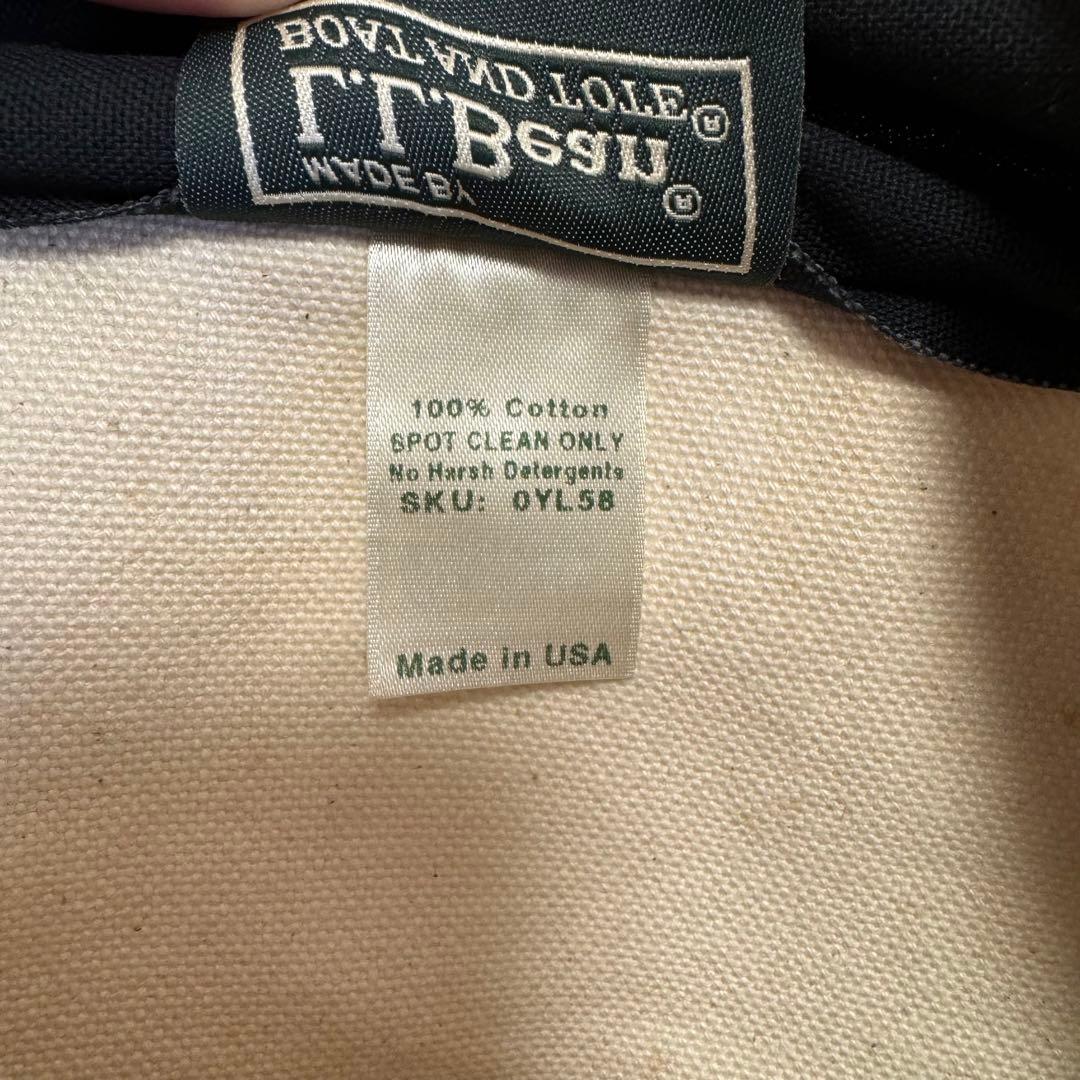 BOAT AND TOTE®
L.L.Bean®
MADE BY
100% Cotton
SPOT CLEAN ONLY
No Harsh Detergents
SKU: 0YL58
Made in USA